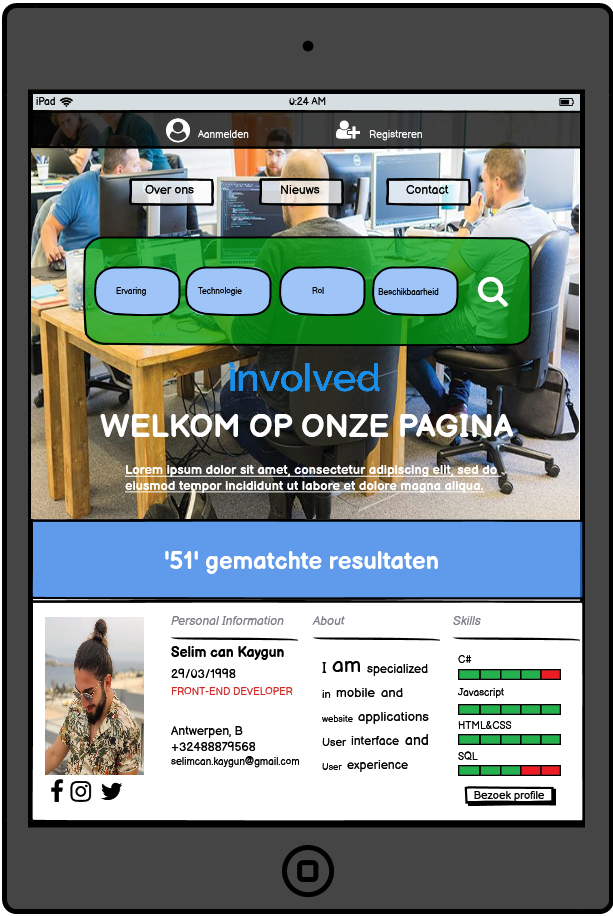 iPad
0:24 AM
Aanmelden
Registreren
Over ons
Nieuws
Contact
Ervaring
Technologie
Rol
Beschikbaarheid
involved
WELKOM OP ONZE PAGINA
Lorem ipsum dolor sit amet, consectetur adipiscing elit, sed do
eiusmod tempor incididunt ut labore et dolore magna aliqua.
'51' gematchte resultaten
Personal Information
Selim can Kaygun
29/03/1998
FRONT-END DEVELOPER
Antwerpen, B
+32488879568
selimcan.kaygun@gmail.com
About
I am specialized
in mobile and
website applications
User interface and
User experience
Skills
C#
Javascript
HTML&CSS
SQL
Bezoek profile